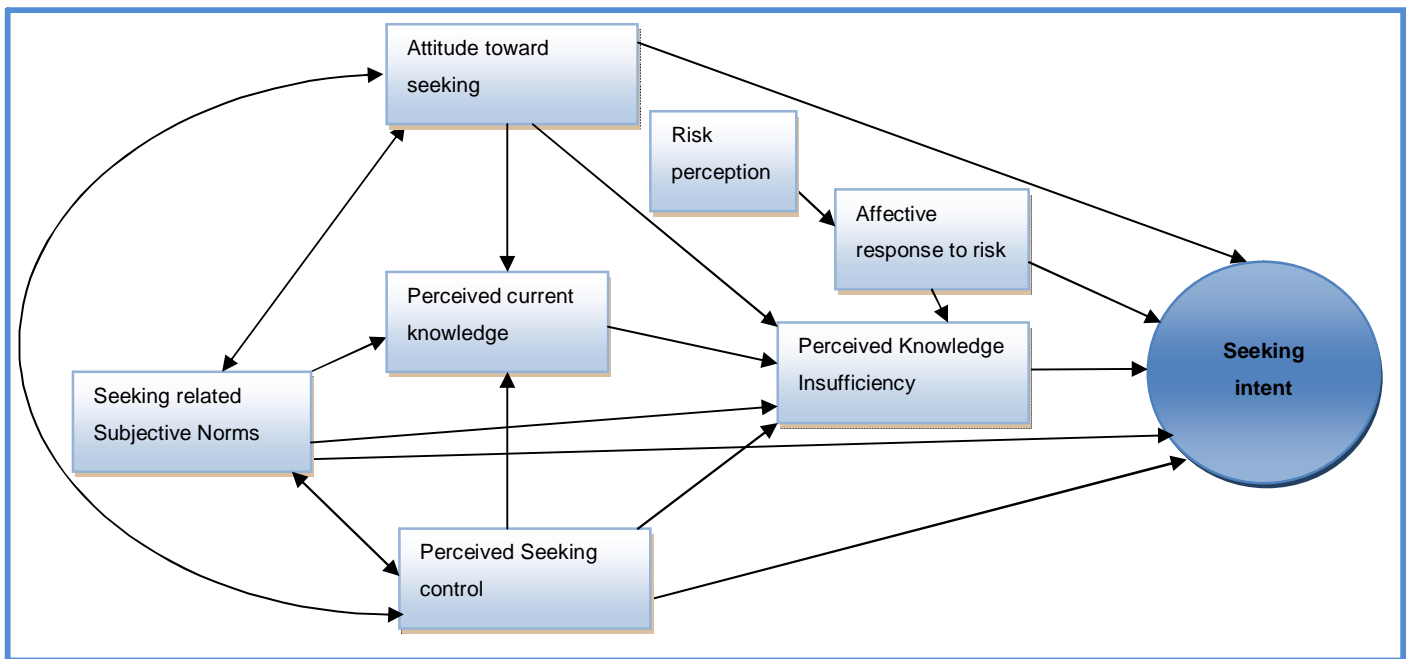 Attitude toward
seeking
Risk
perception
Affective
response to risk
Perceived current
knowledge
Perceived Knowledge
Insufficiency
Seeking
intent
Seeking related
Subjective Norms
Perceived Seeking
control